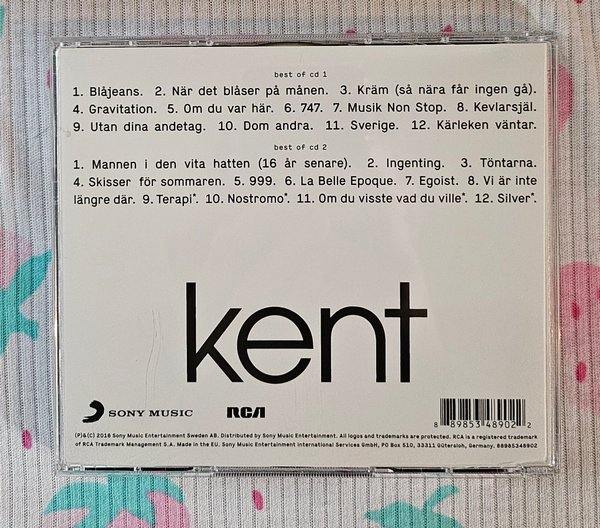 best of cd 1
1. Blåjeans. 2. När det blåser på månen. 3. Kräm (så nära får ingen gå).
4. Gravitation. 5. Om du var här. 6. 747. 7. Musik Non Stop. 8. Kevlarsjäl.
9. Utan dina andetag. 10. Dom andra. 11. Sverige. 12. Kärleken väntar.
best of cd 2
1. Mannen i den vita hatten (16 år senare). 2. Ingenting. 3. Töntarna.
4. Skisser för sommaren. 5. 999. 6. La Belle Epoque. 7. Egoist. 8. Vi är inte
längre där. 9. Terapi*. 10. Nostromo*. 11. Om du visste vad du ville*. 12. Silver*.
kent
SONY MUSIC RCA
8 89853 48902 2
(P)&(C) 2016 Sony Music Entertainment Sweden AB. Distributed by Sony Music Entertainment. All logos and trademarks are protected. RCA is a registered trademark
of RCA Trademark Management S.A. Made in the EU. Sony Music Entertainment International Services GmbH, PO Box 510, 33311 Gütersloh, Germany. 88985348902